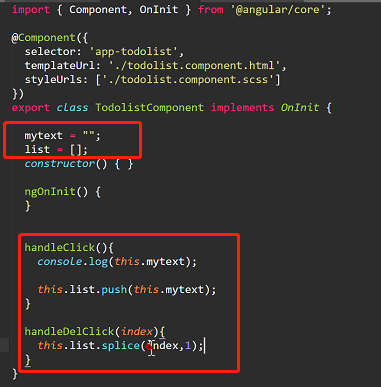 import { Component, OnInit } from '@angular/core';
@Component({
selector: 'app-todolist',
templateUrl: './todolist.component.html',
styleUrls: ['./todolist.component.scss']
})
export class TodolistComponent implements OnInit {
mytext = "";
list = [];
constructor() { }
ngOnInit() {
}
handleClick(){
console.log(this.mytext);
this.list.push(this.mytext);
}
handleDelClick(index){
this.list.splice(index,1);
}
}